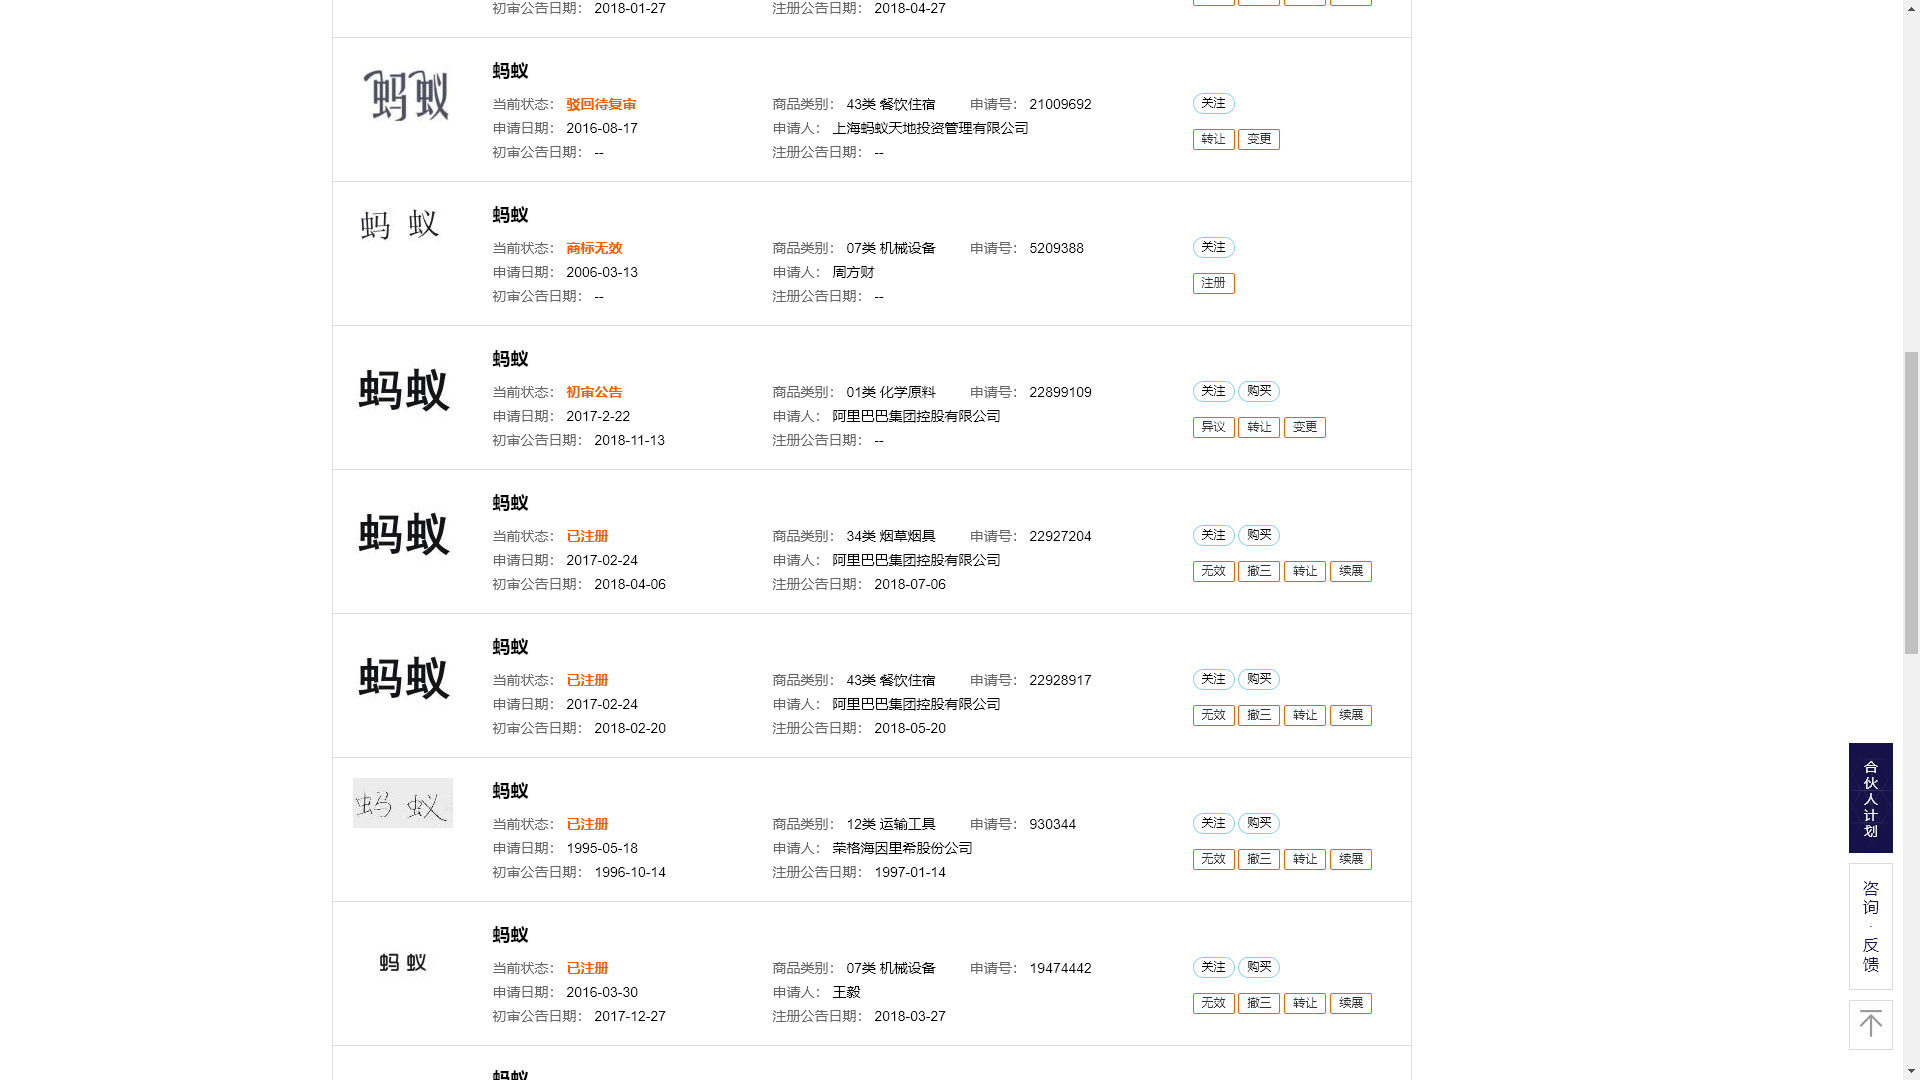 初审公告日期： 2018-01-27 注册公告日期： 2018-04-27
蚂蚁
蚂蚁
当前状态： 驳回待复审 商品类别： 43类 餐饮住宿 申请号： 21009692 关注
申请日期： 2016-08-17 申请人： 上海蚂蚁天地投资管理有限公司 转让 变更
初审公告日期： -- 注册公告日期： --
蚂蚁
蚂 蚁
当前状态： 商标无效 商品类别： 07类 机械设备 申请号： 5209388 关注
申请日期： 2006-03-13 申请人： 周方财 注册
初审公告日期： -- 注册公告日期： --
蚂蚁
蚂蚁
当前状态： 初审公告 商品类别： 01类 化学原料 申请号： 22899109 关注 购买
申请日期： 2017-2-22 申请人： 阿里巴巴集团控股有限公司 异议 转让 变更
初审公告日期： 2018-11-13 注册公告日期： --
蚂蚁
蚂蚁
当前状态： 已注册 商品类别： 34类 烟草烟具 申请号： 22927204 关注 购买
申请日期： 2017-02-24 申请人： 阿里巴巴集团控股有限公司 无效 撤三 转让 续展
初审公告日期： 2018-04-06 注册公告日期： 2018-07-06
蚂蚁
蚂蚁
当前状态： 已注册 商品类别： 43类 餐饮住宿 申请号： 22928917 关注 购买
申请日期： 2017-02-24 申请人： 阿里巴巴集团控股有限公司 无效 撤三 转让 续展
初审公告日期： 2018-02-20 注册公告日期： 2018-05-20
蚂蚁
蚂 蚁
当前状态： 已注册 商品类别： 12类 运输工具 申请号： 930344 关注 购买
申请日期： 1995-05-18 申请人： 荣格海因里希股份公司 无效 撤三 转让 续展
初审公告日期： 1996-10-14 注册公告日期： 1997-01-14
蚂蚁
蚂 蚁
当前状态： 已注册 商品类别： 07类 机械设备 申请号： 19474442 关注 购买
申请日期： 2016-03-30 申请人： 王毅 无效 撤三 转让 续展
初审公告日期： 2017-12-27 注册公告日期： 2018-03-27
蚂蚁
合伙人计划
咨询·反馈